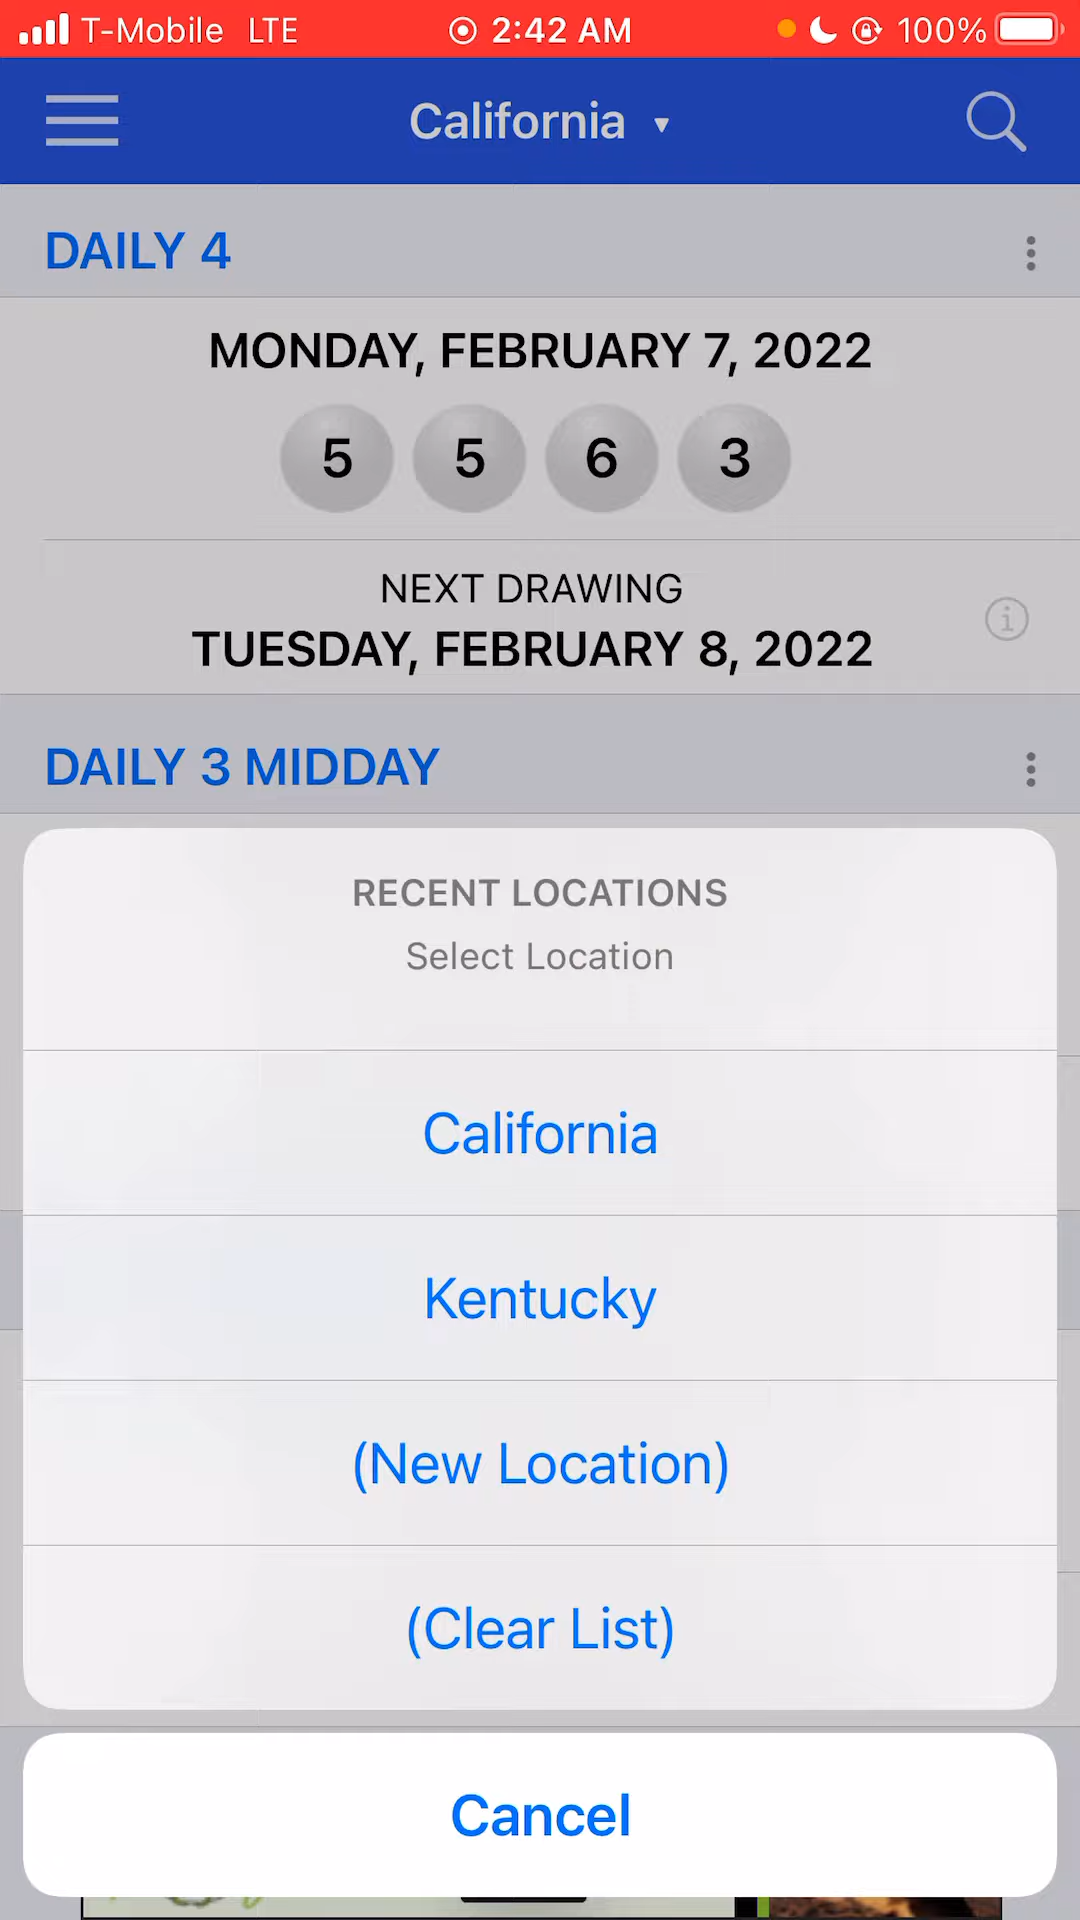 T-Mobile LTE 2:42 AM 100%
California ▾
DAILY 4
MONDAY, FEBRUARY 7, 2022
5 5 6 3
NEXT DRAWING
TUESDAY, FEBRUARY 8, 2022
DAILY 3 MIDDAY
RECENT LOCATIONS
Select Location
California
Kentucky
(New Location)
(Clear List)
Cancel